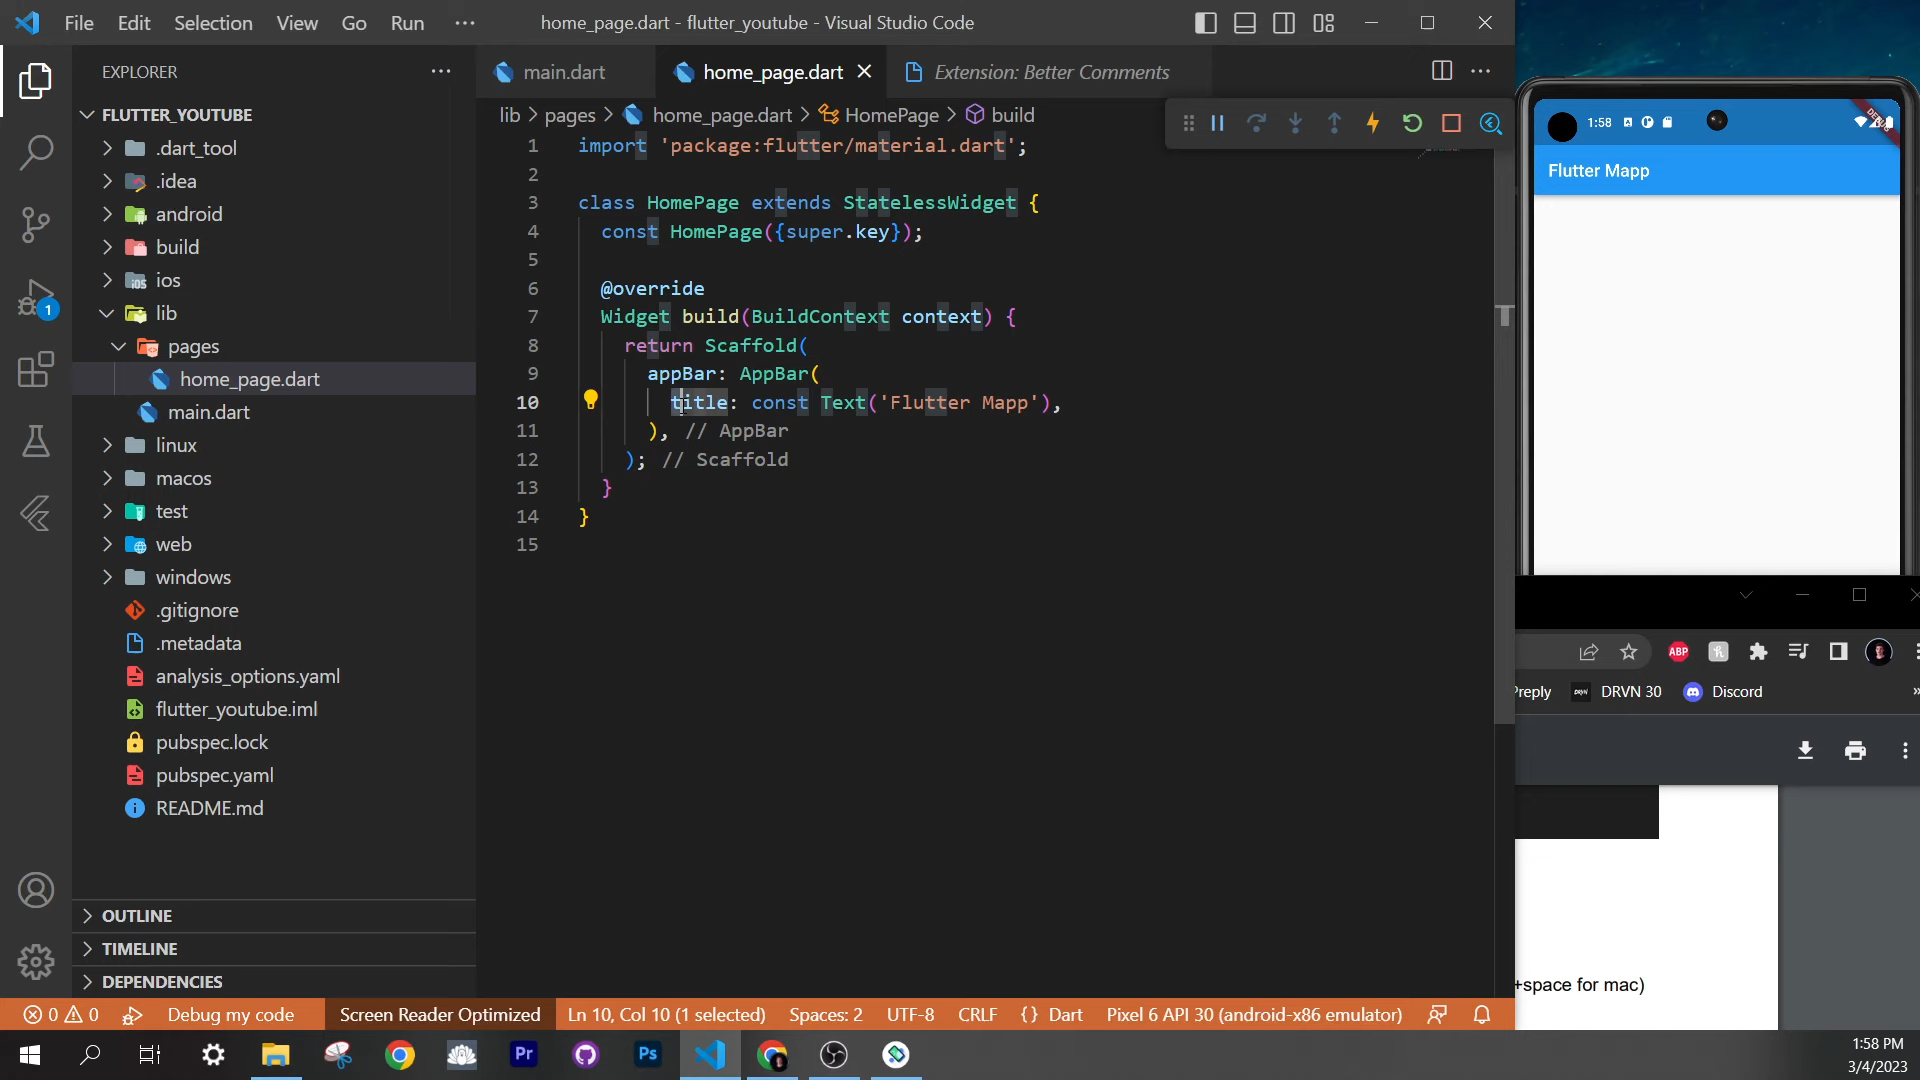 File Edit Selection View Go Run ···
home_page.dart - flutter_youtube - Visual Studio Code
EXPLORER
FLUTTER_YOUTUBE
.dart_tool
.idea
android
build
ios
lib
pages
home_page.dart
main.dart
linux
macos
test
web
windows
.gitignore
.metadata
analysis_options.yaml
flutter_youtube.iml
pubspec.lock
pubspec.yaml
README.md
OUTLINE
TIMELINE
DEPENDENCIES
1
main.dart
home_page.dart
Extension: Better Comments
lib > pages > home_page.dart > HomePage > build
1 import 'package:flutter/material.dart';
2
3 class HomePage extends StatelessWidget {
4 const HomePage({super.key});
5
6 @override
7 Widget build(BuildContext context) {
8 return Scaffold(
9 appBar: AppBar(
10 title: const Text('Flutter Mapp'),
11 ), // AppBar
12 ); // Scaffold
13 }
14 }
15
1:58
DEBUG
Flutter Mapp
ABP
Preply DRVN 30 Discord
+space for mac)
0 0 Debug my code Screen Reader Optimized Ln 10, Col 10 (1 selected) Spaces: 2 UTF-8 CRLF {} Dart Pixel 6 API 30 (android-x86 emulator)
Pr
Ps
1:58 PM
3/4/2023